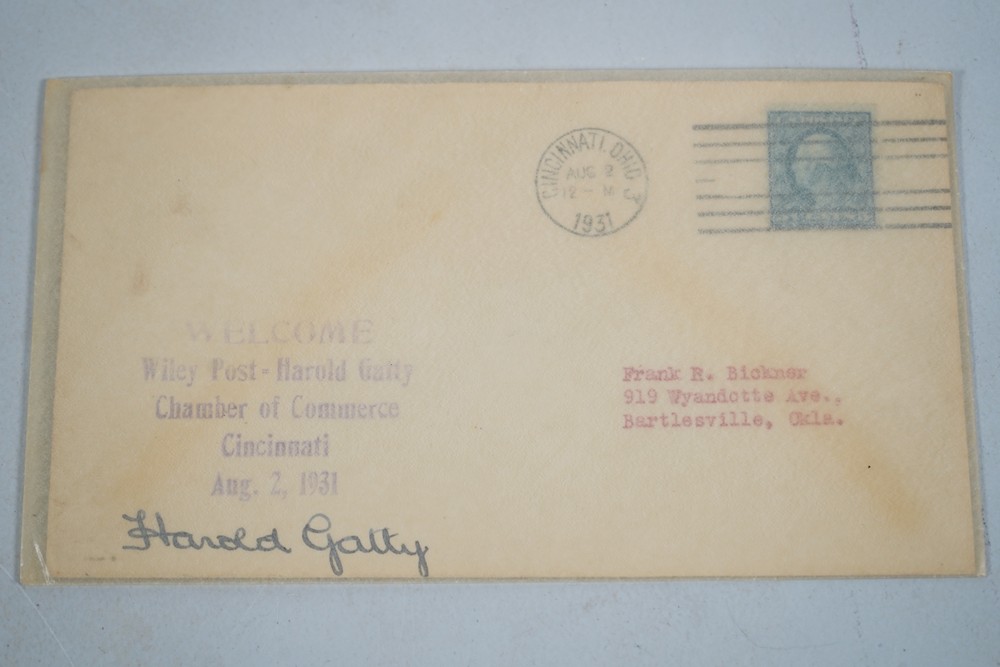 CINCINNATI, OHIO 3
AUG 2
12 - M
1931
WELCOME
Wiley Post - Harold Gatty
Chamber of Commerce
Cincinnati
Aug. 2, 1931
Harold Gatty
Frank R. Bickner
919 Wyandotte Ave.,
Bartlesville, Okla.